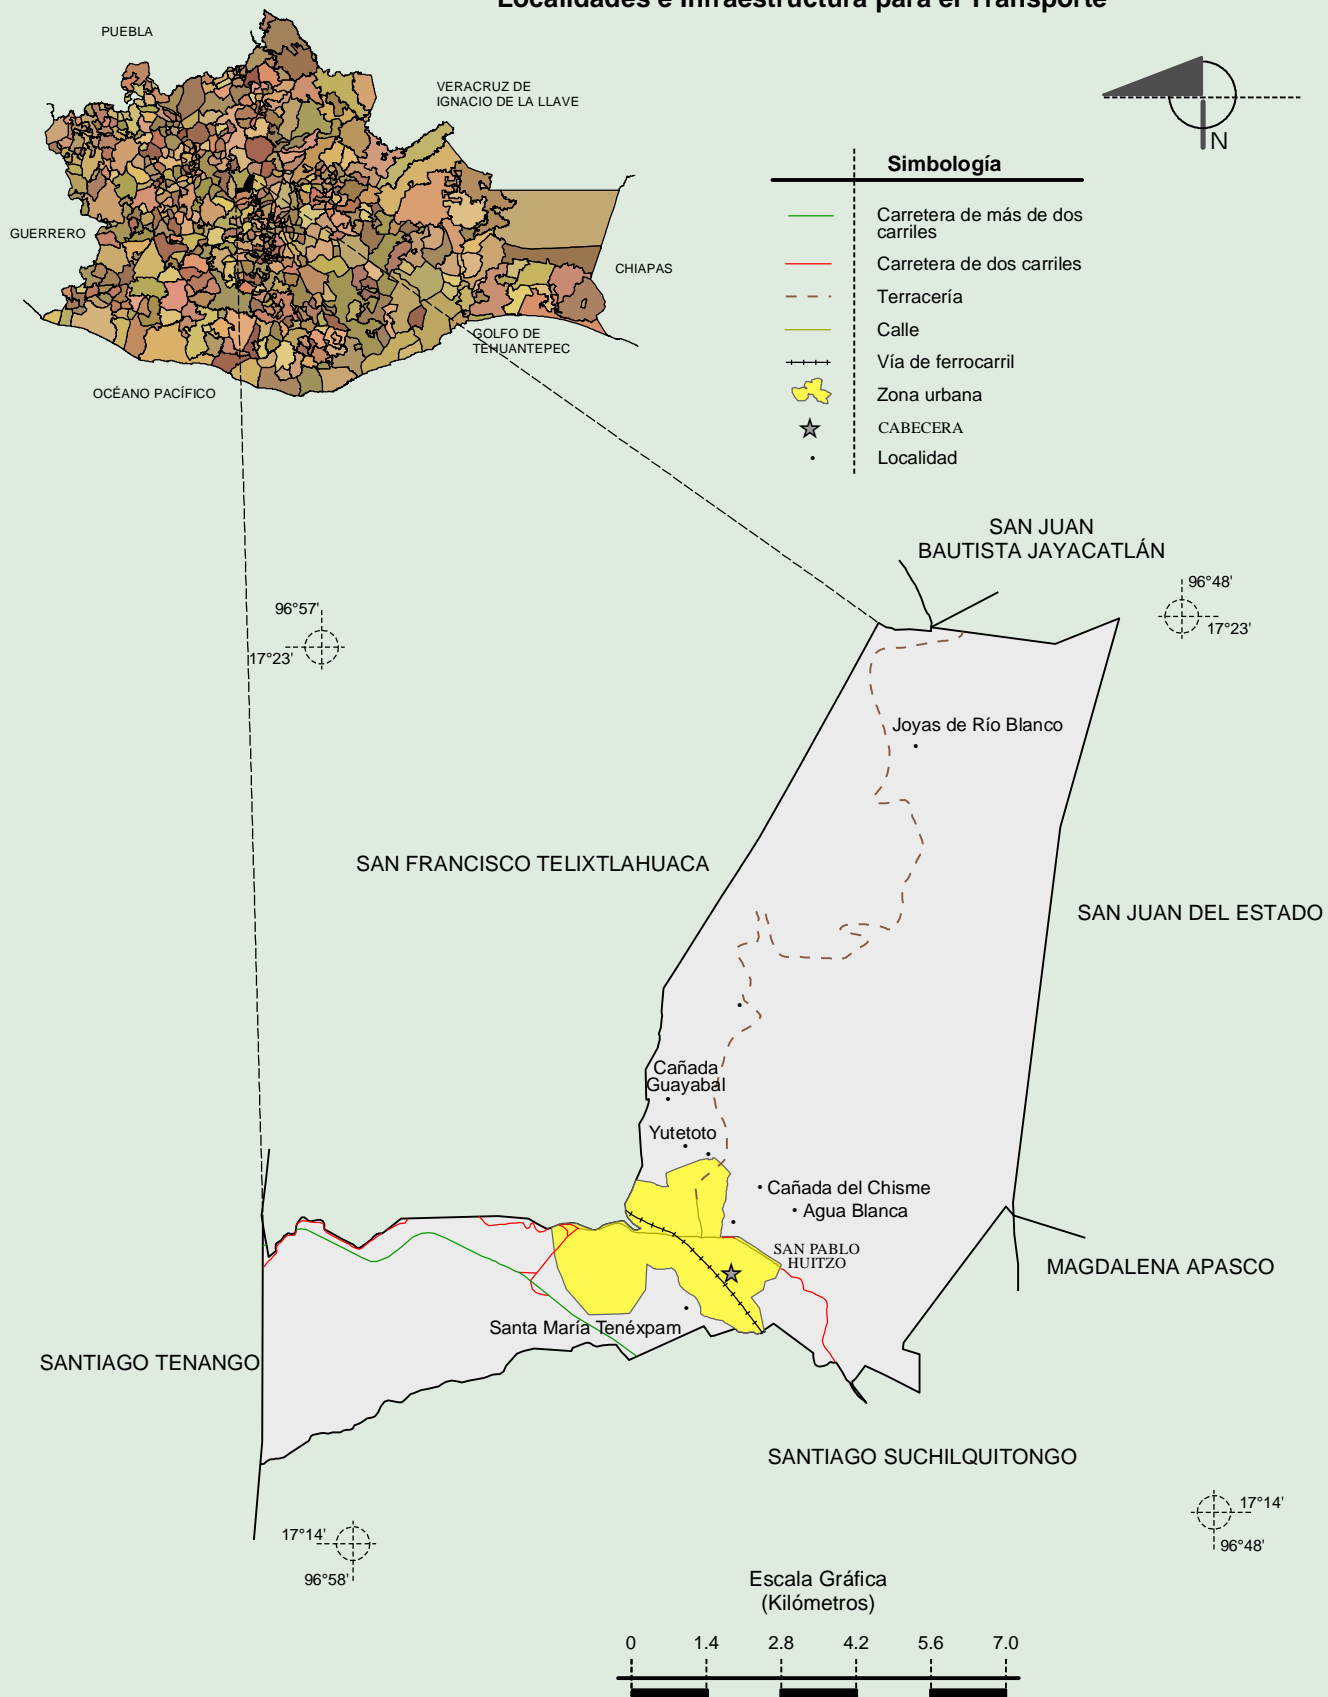 Localidades e Infraestructura para el Transporte
PUEBLA
VERACRUZ DE
IGNACIO DE LA LLAVE
GUERRERO
CHIAPAS
GOLFO DE
TEHUANTEPEC
OCÉANO PACÍFICO
N
Simbología
Carretera de más de dos
carriles
Carretera de dos carriles
Terracería
Calle
Vía de ferrocarril
Zona urbana
CABECERA
Localidad
SAN JUAN
BAUTISTA JAYACATLÁN
96°57'
17°23'
96°48'
17°23'
Joyas de Río Blanco
SAN FRANCISCO TELIXTLAHUACA
SAN JUAN DEL ESTADO
Cañada
Guayabal
Yutetoto
Cañada del Chisme
Agua Blanca
SAN PABLO
HUITZO
MAGDALENA APASCO
Santa María Tenéxpam
SANTIAGO TENANGO
SANTIAGO SUCHILQUITONGO
17°14'
96°58'
17°14'
96°48'
Escala Gráfica
(Kilómetros)
0 1.4 2.8 4.2 5.6 7.0